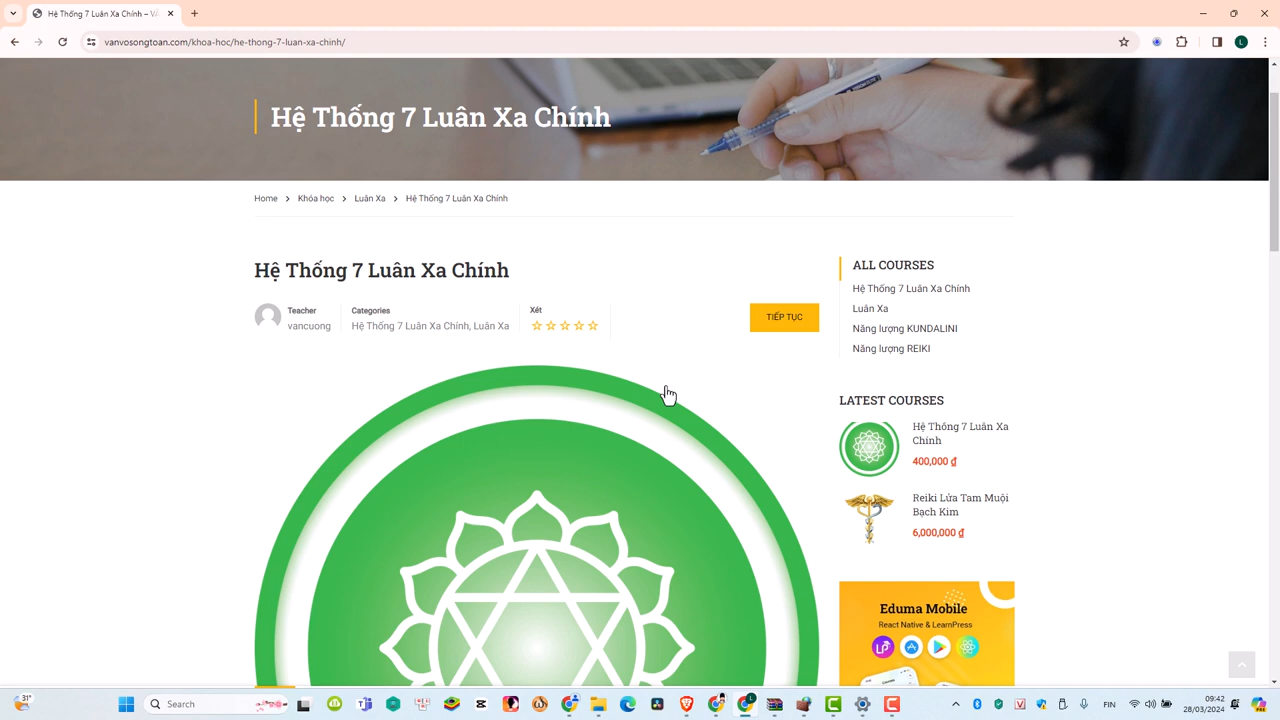 Hệ Thống 7 Luân Xa Chính – V
vanvosongtoan.com/khoa-hoc/he-thong-7-luan-xa-chinh/
L
Hệ Thống 7 Luân Xa Chính
Home
Khóa học
Luân Xa
Hệ Thống 7 Luân Xa Chính
Hệ Thống 7 Luân Xa Chính
Teacher
vancuong
Categories
Hệ Thống 7 Luân Xa Chính, Luân Xa
Xét
TIẾP TỤC
ALL COURSES
Hệ Thống 7 Luân Xa Chính
Luân Xa
Năng lượng KUNDALINI
Năng lượng REIKI
LATEST COURSES
Hệ Thống 7 Luân Xa
Chính
400,000 ₫
Reiki Lửa Tam Muội
Bạch Kim
6,000,000 ₫
Eduma Mobile
React Native & LearnPress
31°
Search
FIN
09:42
28/03/2024